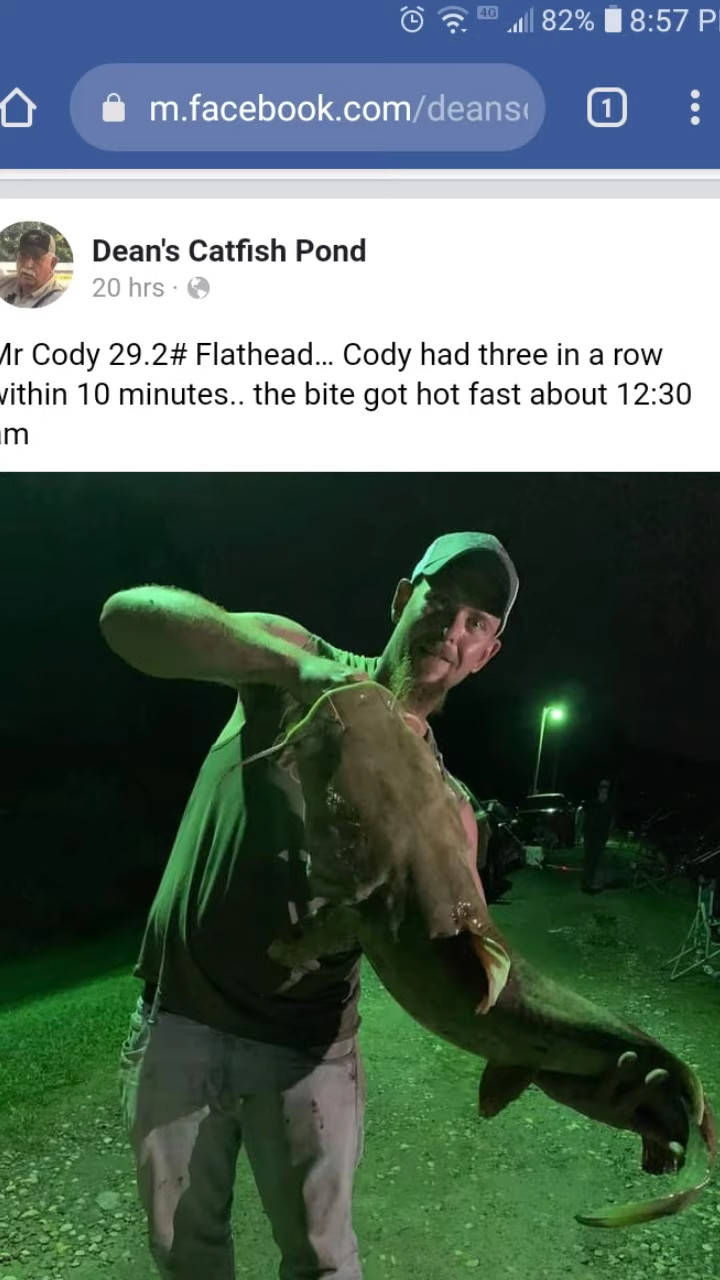 4G 82% 8:57 P
1
m.facebook.com/deans
Dean's Catfish Pond
20 hrs ·
Mr Cody 29.2# Flathead... Cody had three in a row
within 10 minutes.. the bite got hot fast about 12:30
am